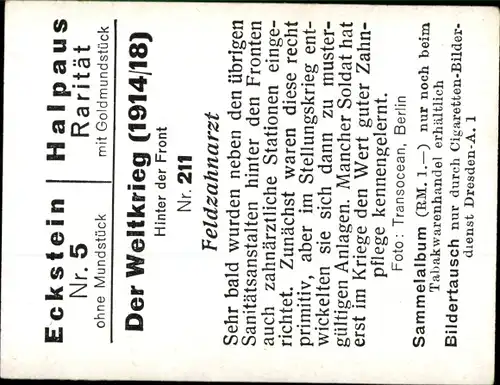 Eckstein | Halpaus
Nr. 5 | Rarität
ohne Mundstück | mit Goldmundstück
Der Weltkrieg (1914/18)
Hinter der Front
Nr. 211
Feldzahnarzt
Sehr bald wurden neben den übrigen
Sanitätsanstalten hinter den Fronten
auch zahnärztliche Stationen einge-
richtet. Zunächst waren diese recht
primitiv, aber im Stellungskrieg ent-
wickelten sie sich dann zu muster-
gültigen Anlagen. Mancher Soldat hat
erst im Kriege den Wert guter Zahn-
pflege kennengelernt.
Foto: Transocean, Berlin
Sammelalbum (RM. 1.—) nur noch beim
Tabakwarenhandel erhältlich
Bildertausch nur durch Cigaretten-Bilder-
dienst Dresden-A. 1